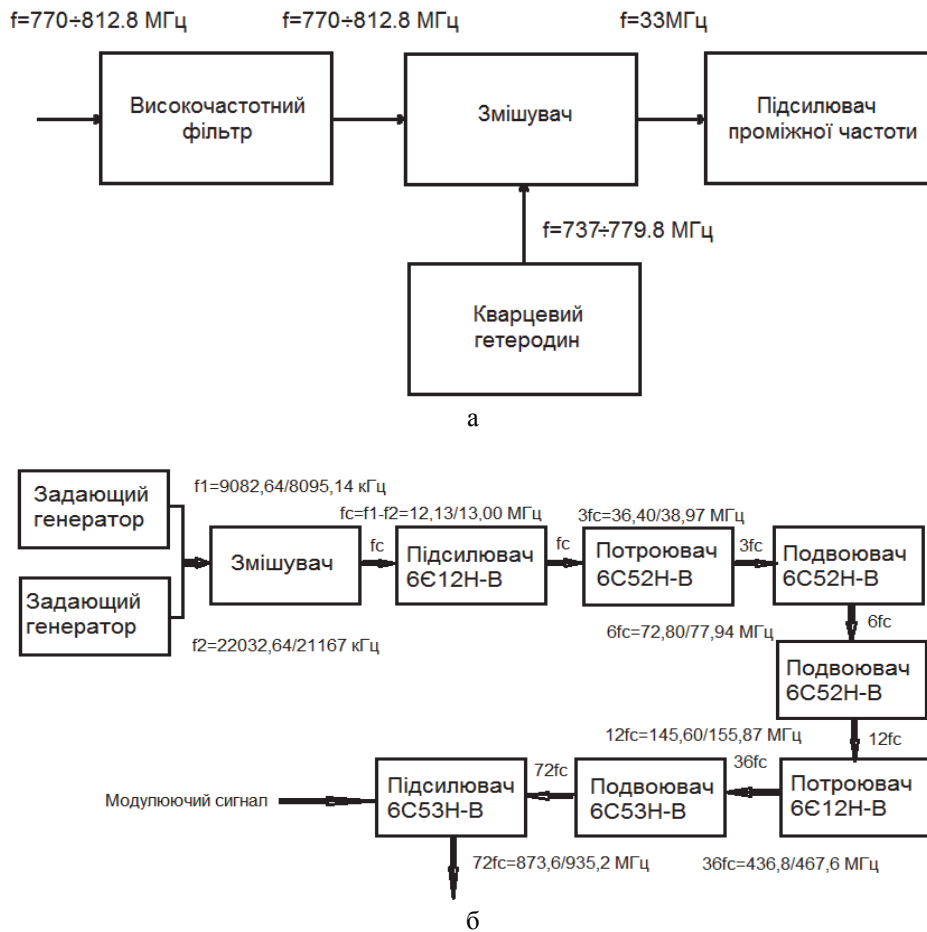 f=770÷812.8 МГц
f=770÷812.8 МГц
f=33МГц
Високочастотний
фільтр
Змішувач
Підсилювач
проміжної частоти
f=737÷779.8 МГц
Кварцевий
гетеродин
а
Задающий
генератор
f1=9082,64/8095,14 кГц
fc=f1-f2=12,13/13,00 МГц
3fc=36,40/38,97 МГц
Змішувач
fc
Підсилювач
6Є12Н-В
fc
Потроювач
6С52Н-В
3fc
Подвоювач
6С52Н-В
Задающий
генератор
f2=22032,64/21167 кГц
6fc=72,80/77,94 МГц
6fc
Подвоювач
6С52Н-В
12fc=145,60/155,87 МГц
12fc
Модулюючий сигнал
Підсилювач
6С53Н-В
72fc
Подвоювач
6С53Н-В
36fc
Потроювач
6Є12Н-В
72fc=873,6/935,2 МГц
36fc=436,8/467,6 МГц
б